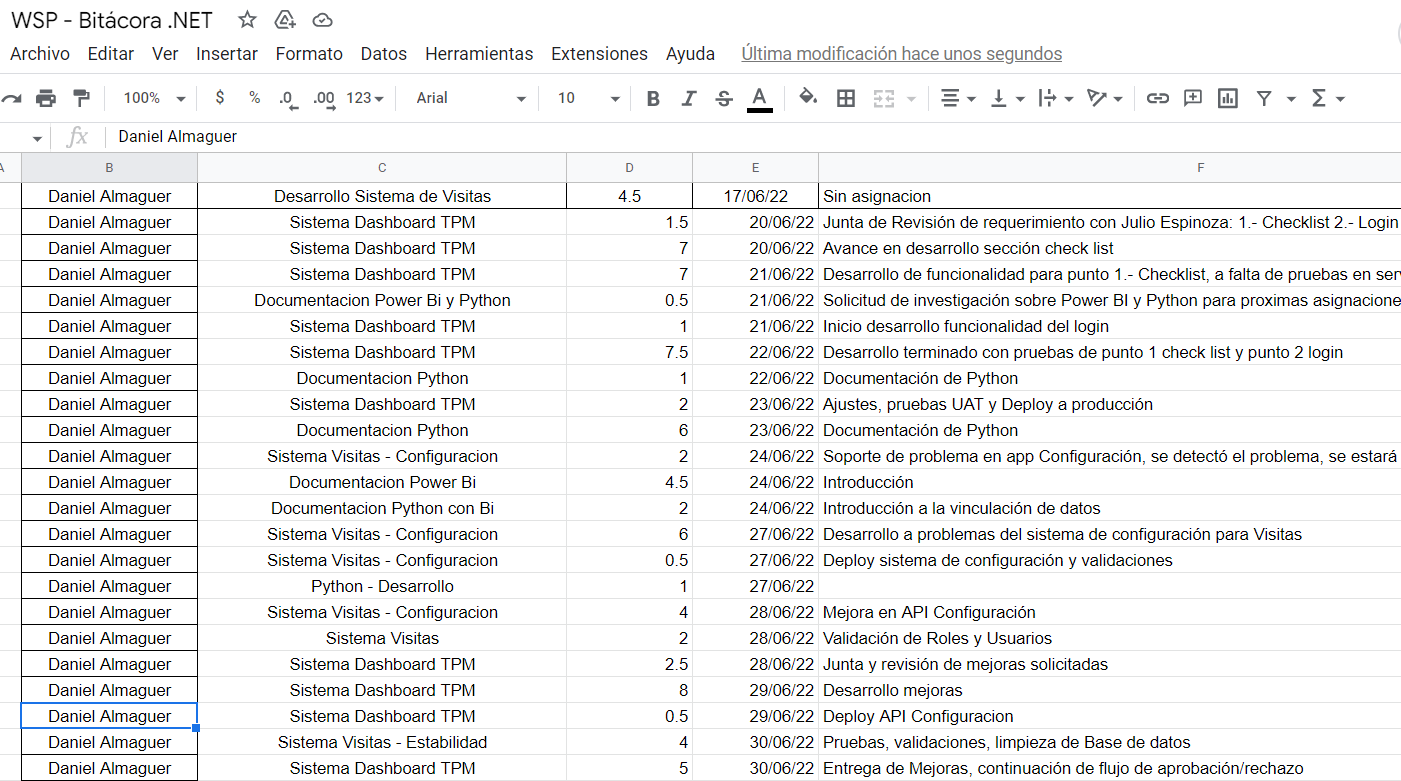 WSP - Bitácora .NET
Archivo Editar Ver Insertar Formato Datos Herramientas Extensiones Ayuda Última modificación hace unos segundos
100% $ % .0 .00 123 Arial 10 B I S A
fx Daniel Almaguer
A B C D E F
Daniel Almaguer Desarrollo Sistema de Visitas 4.5 17/06/22 Sin asignacion
Daniel Almaguer Sistema Dashboard TPM 1.5 20/06/22 Junta de Revisión de requerimiento con Julio Espinoza: 1.- Checklist 2.- Login
Daniel Almaguer Sistema Dashboard TPM 7 20/06/22 Avance en desarrollo sección check list
Daniel Almaguer Sistema Dashboard TPM 7 21/06/22 Desarrollo de funcionalidad para punto 1.- Checklist, a falta de pruebas en ser
Daniel Almaguer Documentacion Power Bi y Python 0.5 21/06/22 Solicitud de investigación sobre Power BI y Python para proximas asignacione
Daniel Almaguer Sistema Dashboard TPM 1 21/06/22 Inicio desarrollo funcionalidad del login
Daniel Almaguer Sistema Dashboard TPM 7.5 22/06/22 Desarrollo terminado con pruebas de punto 1 check list y punto 2 login
Daniel Almaguer Documentacion Python 1 22/06/22 Documentación de Python
Daniel Almaguer Sistema Dashboard TPM 2 23/06/22 Ajustes, pruebas UAT y Deploy a producción
Daniel Almaguer Documentacion Python 6 23/06/22 Documentación de Python
Daniel Almaguer Sistema Visitas - Configuracion 2 24/06/22 Soporte de problema en app Configuración, se detectó el problema, se estará
Daniel Almaguer Documentacion Power Bi 4.5 24/06/22 Introducción
Daniel Almaguer Documentacion Python con Bi 2 24/06/22 Introducción a la vinculación de datos
Daniel Almaguer Sistema Visitas - Configuracion 6 27/06/22 Desarrollo a problemas del sistema de configuración para Visitas
Daniel Almaguer Sistema Visitas - Configuracion 0.5 27/06/22 Deploy sistema de configuración y validaciones
Daniel Almaguer Python - Desarrollo 1 27/06/22
Daniel Almaguer Sistema Visitas - Configuracion 4 28/06/22 Mejora en API Configuración
Daniel Almaguer Sistema Visitas 2 28/06/22 Validación de Roles y Usuarios
Daniel Almaguer Sistema Dashboard TPM 2.5 28/06/22 Junta y revisión de mejoras solicitadas
Daniel Almaguer Sistema Dashboard TPM 8 29/06/22 Desarrollo mejoras
Daniel Almaguer Sistema Dashboard TPM 0.5 29/06/22 Deploy API Configuracion
Daniel Almaguer Sistema Visitas - Estabilidad 4 30/06/22 Pruebas, validaciones, limpieza de Base de datos
Daniel Almaguer Sistema Dashboard TPM 5 30/06/22 Entrega de Mejoras, continuación de flujo de aprobación/rechazo